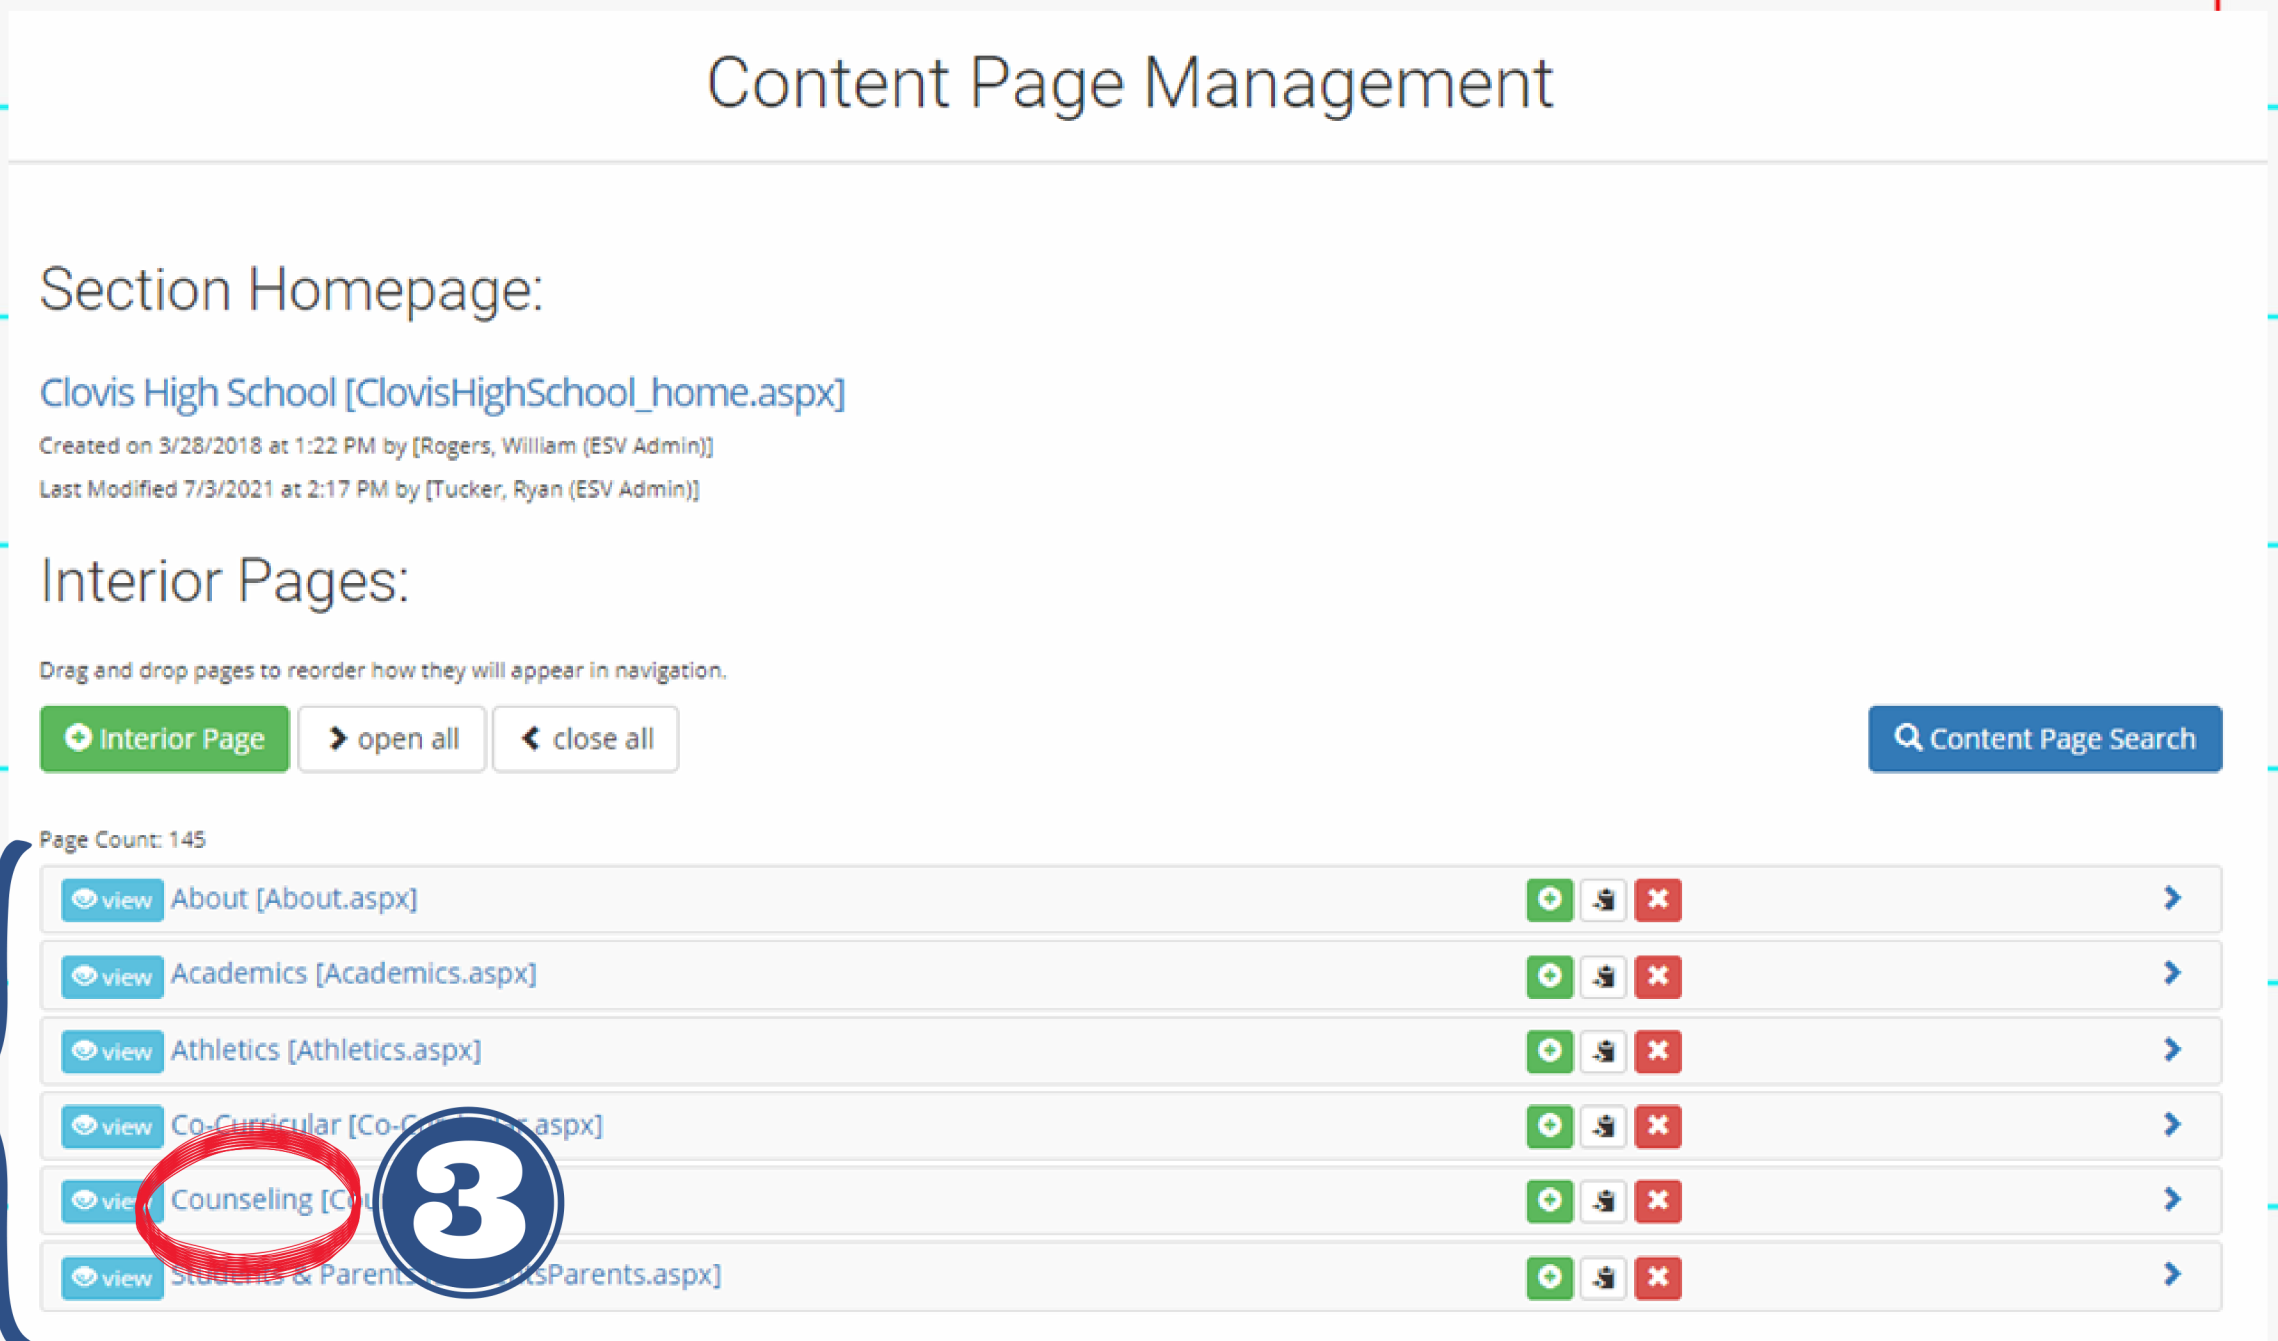 Content Page Management
Section Homepage:
Clovis High School [ClovisHighSchool_home.aspx]
Created on 3/28/2018 at 1:22 PM by [Rogers, William (ESV Admin)]
Last Modified 7/3/2021 at 2:17 PM by [Tucker, Ryan (ESV Admin)]
Interior Pages:
Drag and drop pages to reorder how they will appear in navigation.
Interior Page open all close all Content Page Search
Page Count: 145
view About [About.aspx]
view Academics [Academics.aspx]
view Athletics [Athletics.aspx]
view Co-Curricular
view Counseling
3
view Students & Parents